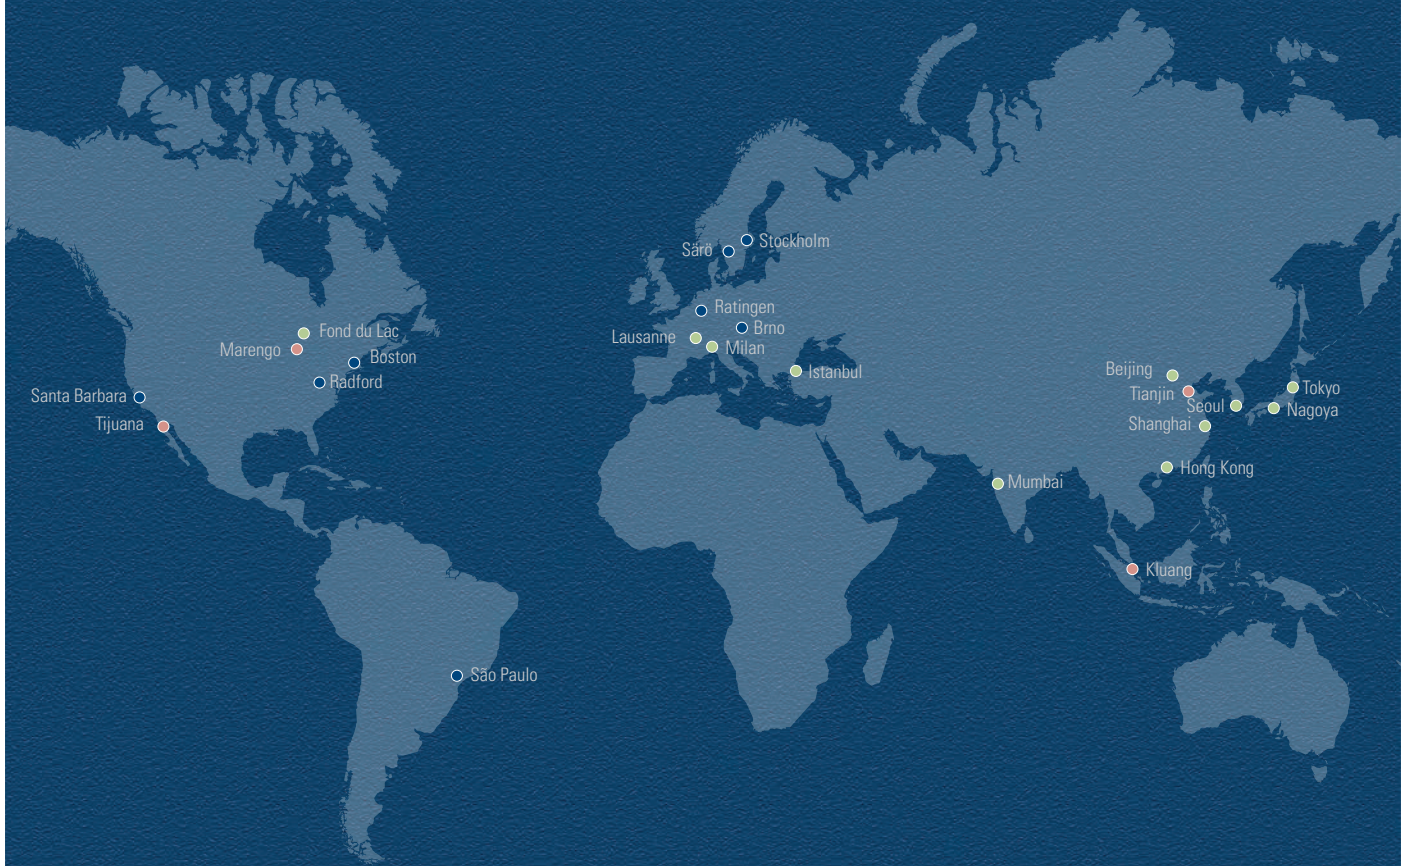 Stockholm
Särö
Ratingen
Brno
Fond du Lac
Lausanne
Milan
Marengo
Boston
Istanbul
Beijing
Radford
Tokyo
Santa Barbara
Tianjin
Seoul
Nagoya
Tijuana
Shanghai
Hong Kong
Mumbai
Kluang
São Paulo